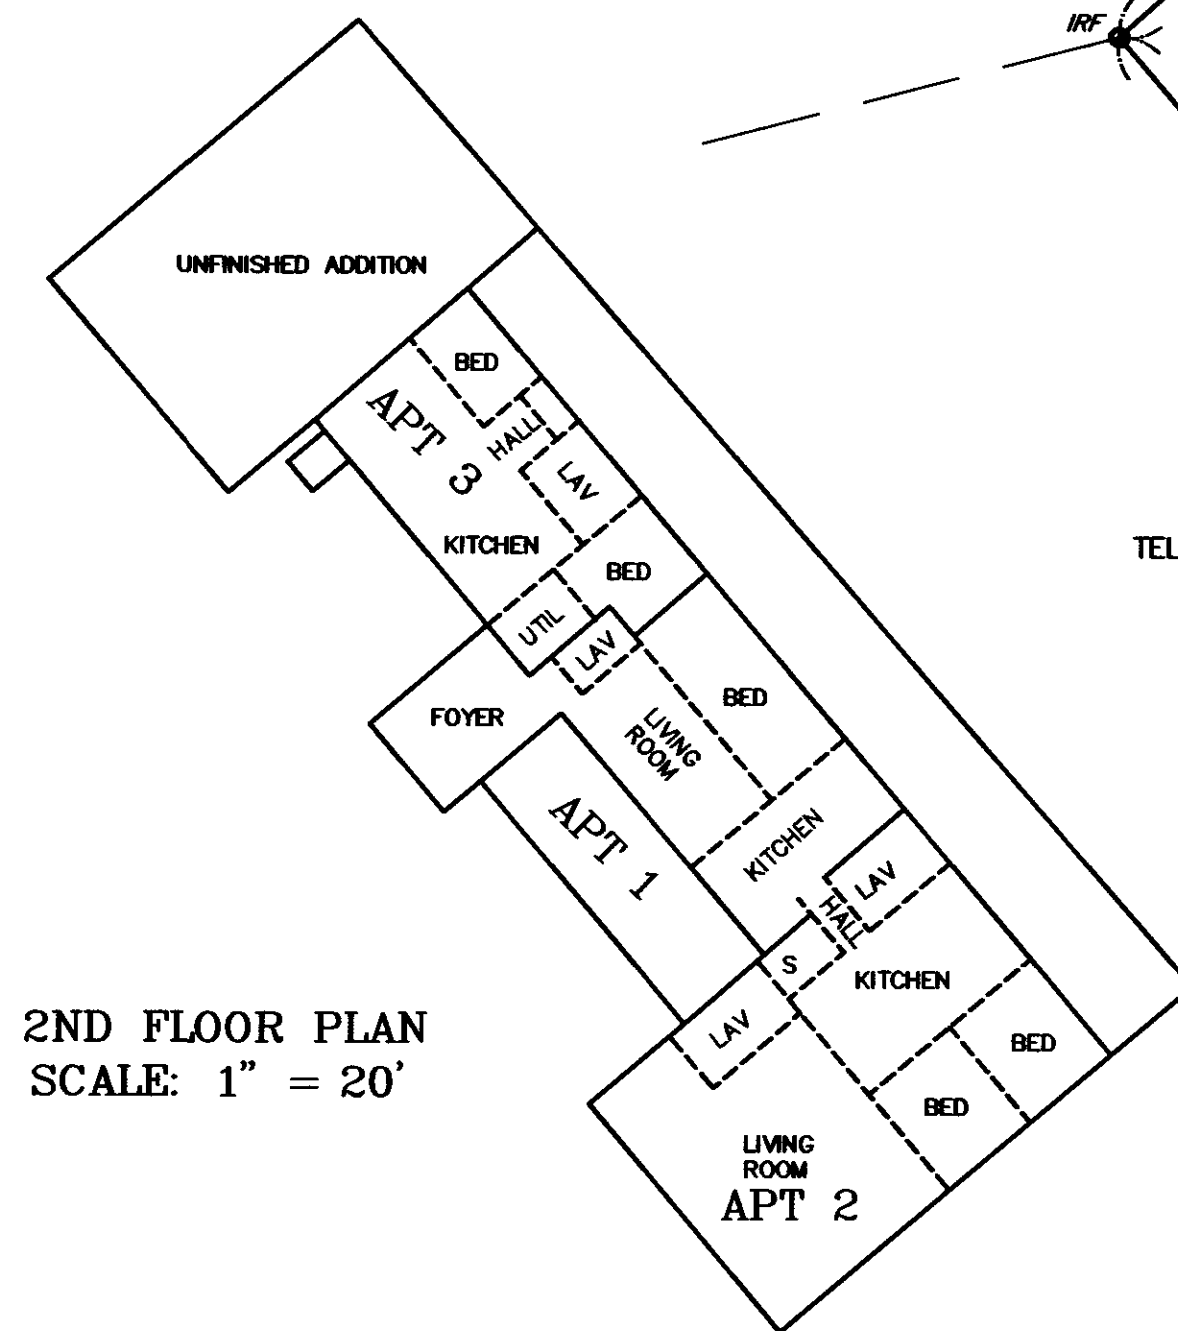 IRF
UNFINISHED ADDITION
BED
APT 3
HALL
LAV
KITCHEN
BED
TEL
UTIL
LAV
FOYER
LIVING
ROOM
BED
APT 1
KITCHEN
LAV
HALL
S
KITCHEN
LAV
BED
BED
2ND FLOOR PLAN
SCALE: 1" = 20'
LIVING
ROOM
APT 2